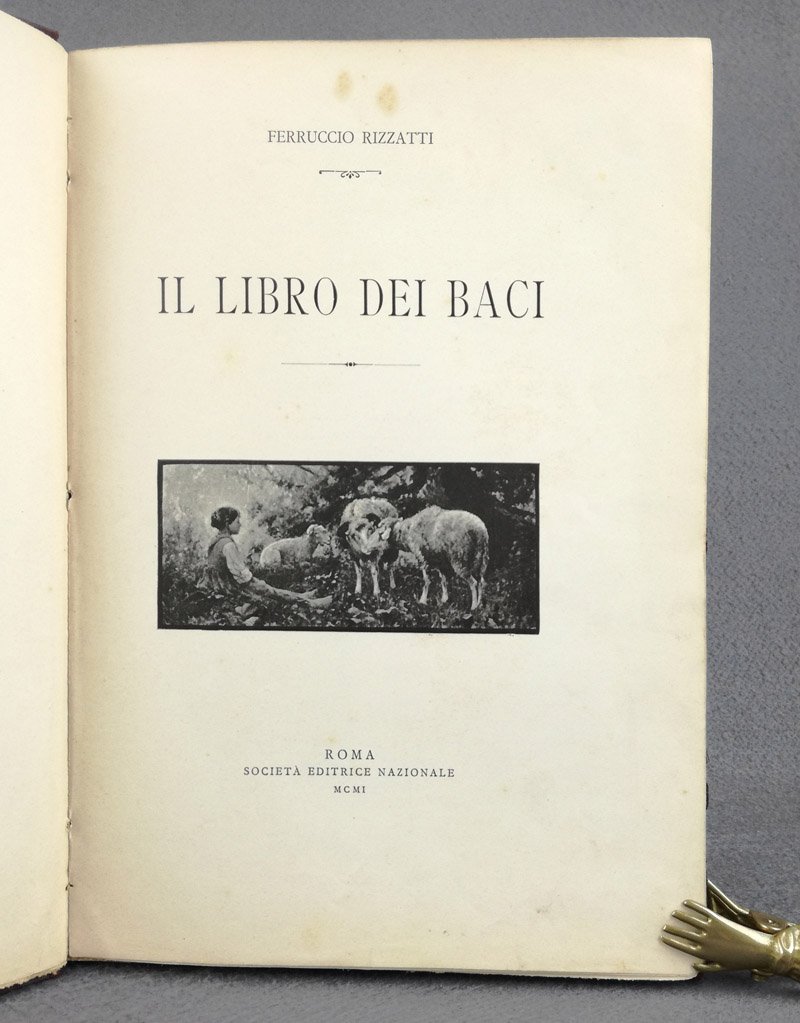 FERRUCCIO RIZZATTI
IL LIBRO DEI BACI
ROMA
SOCIETÀ EDITRICE NAZIONALE
MCMI